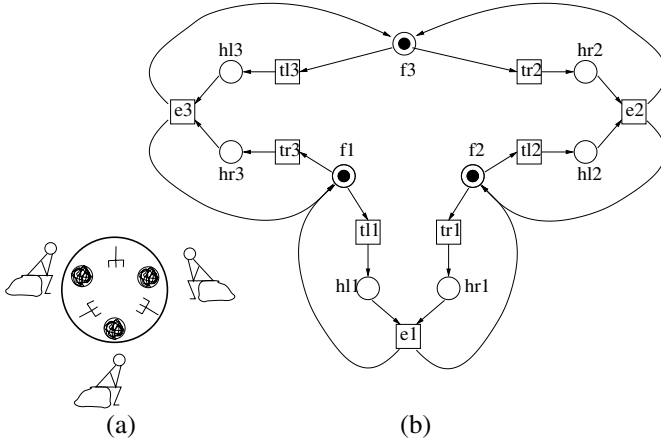 hl3
tl3
f3
tr2
hr2
e3
e2
hr3
tr3
f1
f2
tl2
hl2
tl1
tr1
hl1
hr1
e1
(a)
(b)